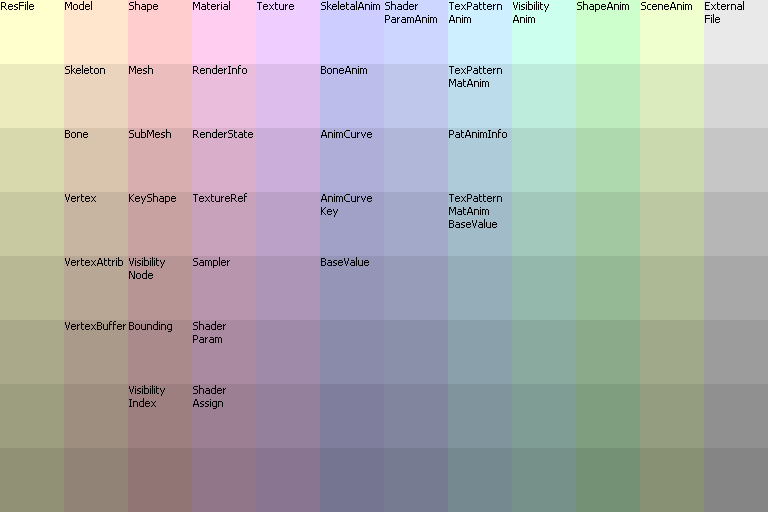 ResFile Model Shape Material Texture SkeletalAnim Shader TexPattern Visibility ShapeAnim SceneAnim External
ParamAnim Anim Anim File
Skeleton Mesh RenderInfo BoneAnim TexPattern
MatAnim
Bone SubMesh RenderState AnimCurve PatAnimInfo
Vertex KeyShape TextureRef AnimCurve TexPattern
Key MatAnim
BaseValue
VertexAttrib Visibility Sampler BaseValue
Node
VertexBuffer Bounding Shader
Param
Visibility Shader
Index Assign